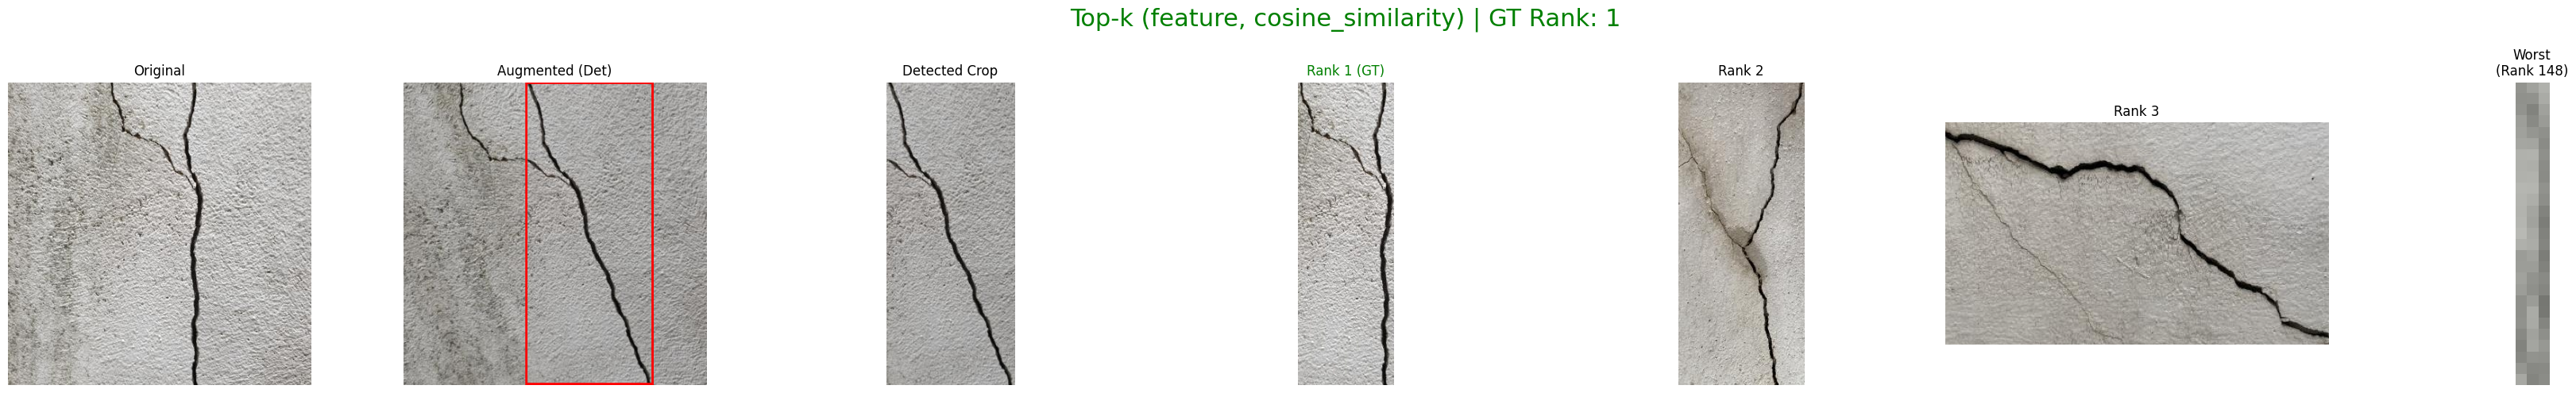 Top-k (feature, cosine_similarity) | GT Rank: 1
Original
Augmented (Det)
Detected Crop
Rank 1 (GT)
Rank 2
Rank 3
Worst
(Rank 148)